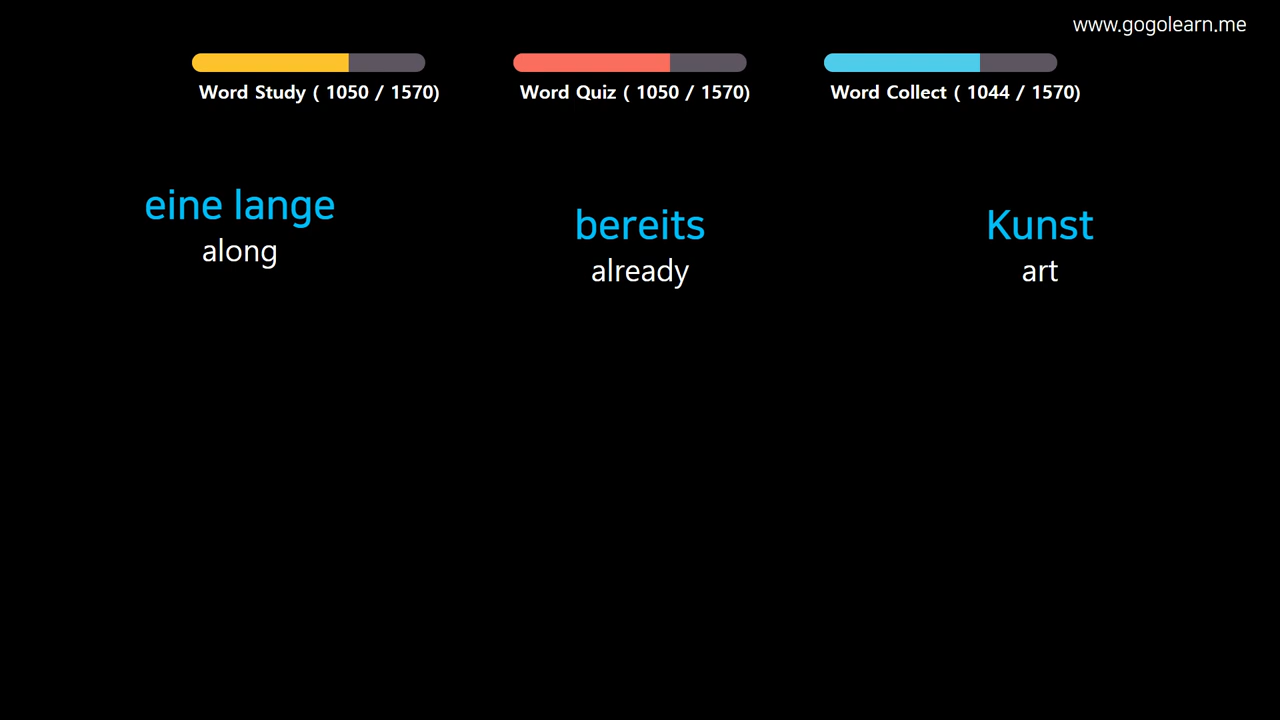 www.gogolearn.me
Word Study ( 1050 / 1570)
Word Quiz ( 1050 / 1570)
Word Collect ( 1044 / 1570)
eine lange
along
bereits
already
Kunst
art